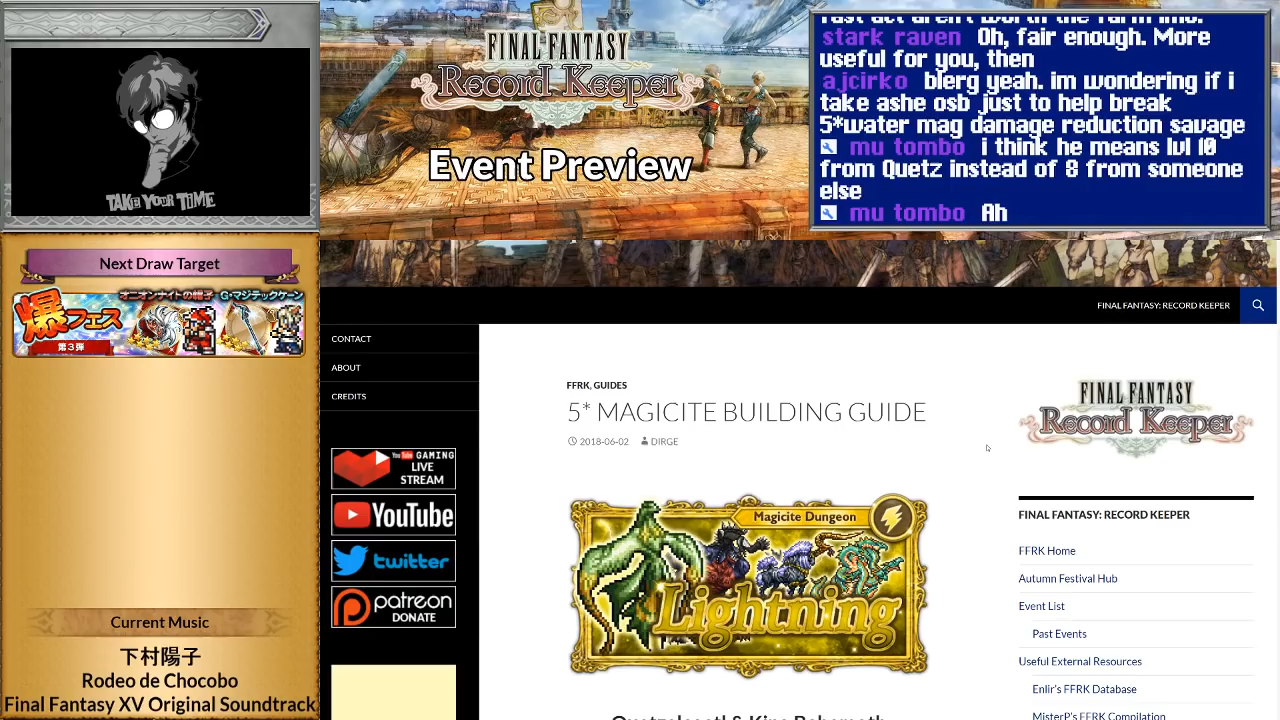 TAKE YOUR TIME
Next Draw Target
オニオンナイトの帽子 G・マジテックケーン
爆フェス
第3弾
Current Music
下村陽子
Rodeo de Chocobo
Final Fantasy XV Original Soundtrack
FINAL FANTASY
Record Keeper
Event Preview
stark raven Oh, fair enough. More
useful for you, then
ajcirko blerg yeah. im wondering if i
take ashe osb just to help break
5*water mag damage reduction savage
mu tombo i think he means lvl 10
from Quetz instead of 8 from someone
else
mu tombo Ah
FINAL FANTASY: RECORD KEEPER
CONTACT
ABOUT
CREDITS
YouTube GAMING
LIVE
STREAM
YouTube
twitter
patreon
DONATE
FFRK, GUIDES
5* MAGICITE BUILDING GUIDE
2018-06-02 DIRGE
Magicite Dungeon
Lightning
FINAL FANTASY
Record Keeper
FINAL FANTASY: RECORD KEEPER
FFRK Home
Autumn Festival Hub
Event List
Past Events
Useful External Resources
Enlir's FFRK Database
MisterP's FFRK Compilation